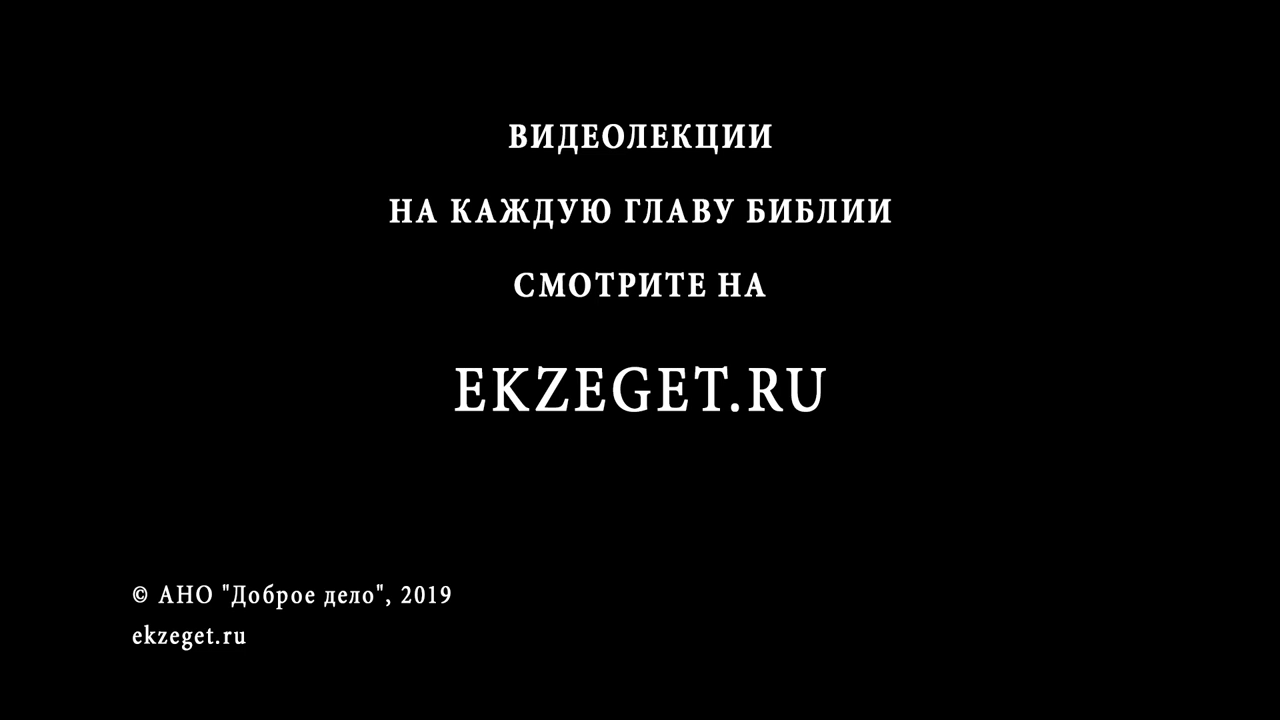 ВИДЕОЛЕКЦИИ
НА КАЖДУЮ ГЛАВУ БИБЛИИ
СМОТРИТЕ НА
EKZEGET.RU
© АНО "Доброе дело", 2019
ekzeget.ru